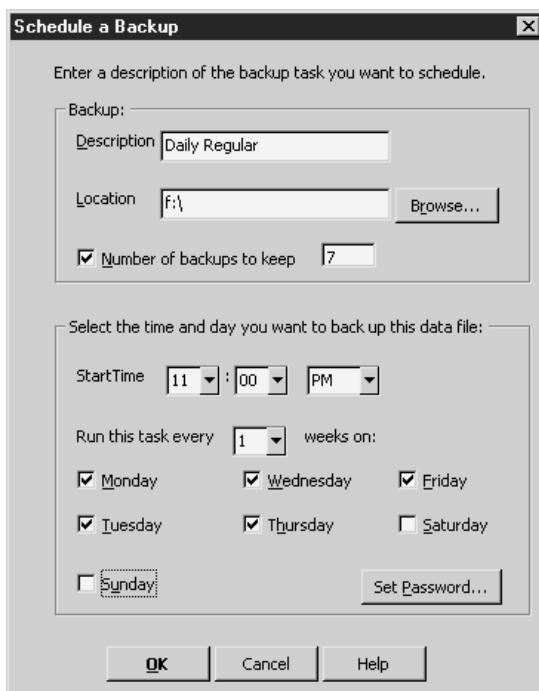 Schedule a Backup
Enter a description of the backup task you want to schedule.
Backup:
Description Daily Regular
Location f:\ Browse...
Number of backups to keep 7
Select the time and day you want to back up this data file:
StartTime 11 : 00 PM
Run this task every 1 weeks on:
Monday Wednesday Friday
Tuesday Thursday Saturday
Sunday Set Password...
OK Cancel Help